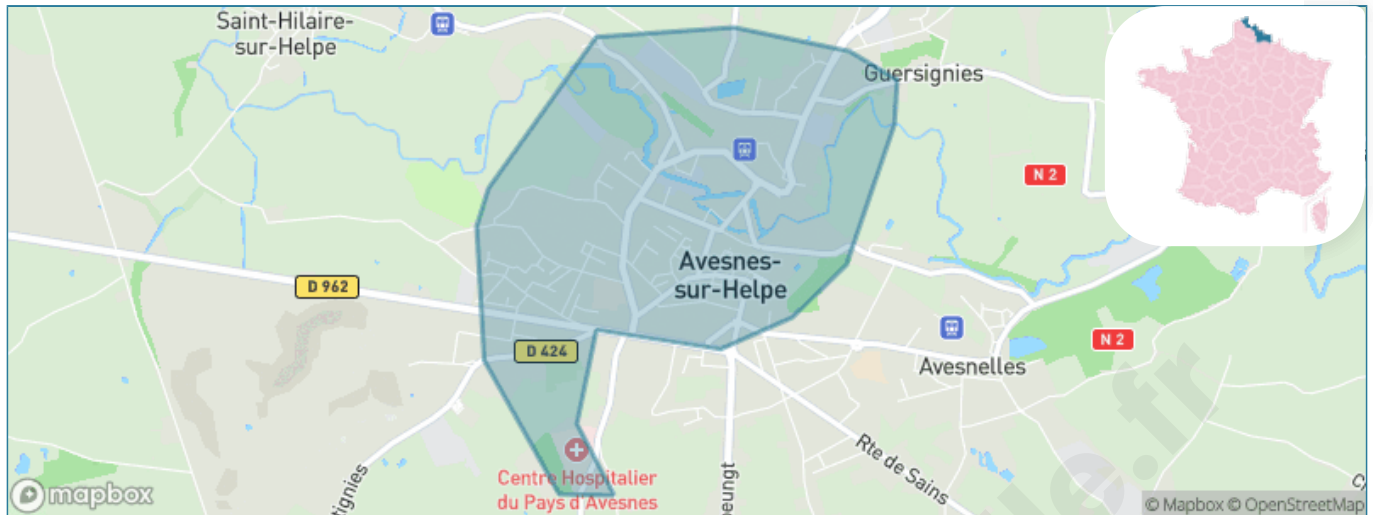 Saint-Hilaire-
sur-Helpe
Guersignies
N 2
Avesnes-
sur-Helpe
D 962
D 424
N 2
Avesnelles
Centre Hospitalier
du Pays d'Avesnes
Rte de Sains
mapbox
© Mapbox © OpenStreetMap